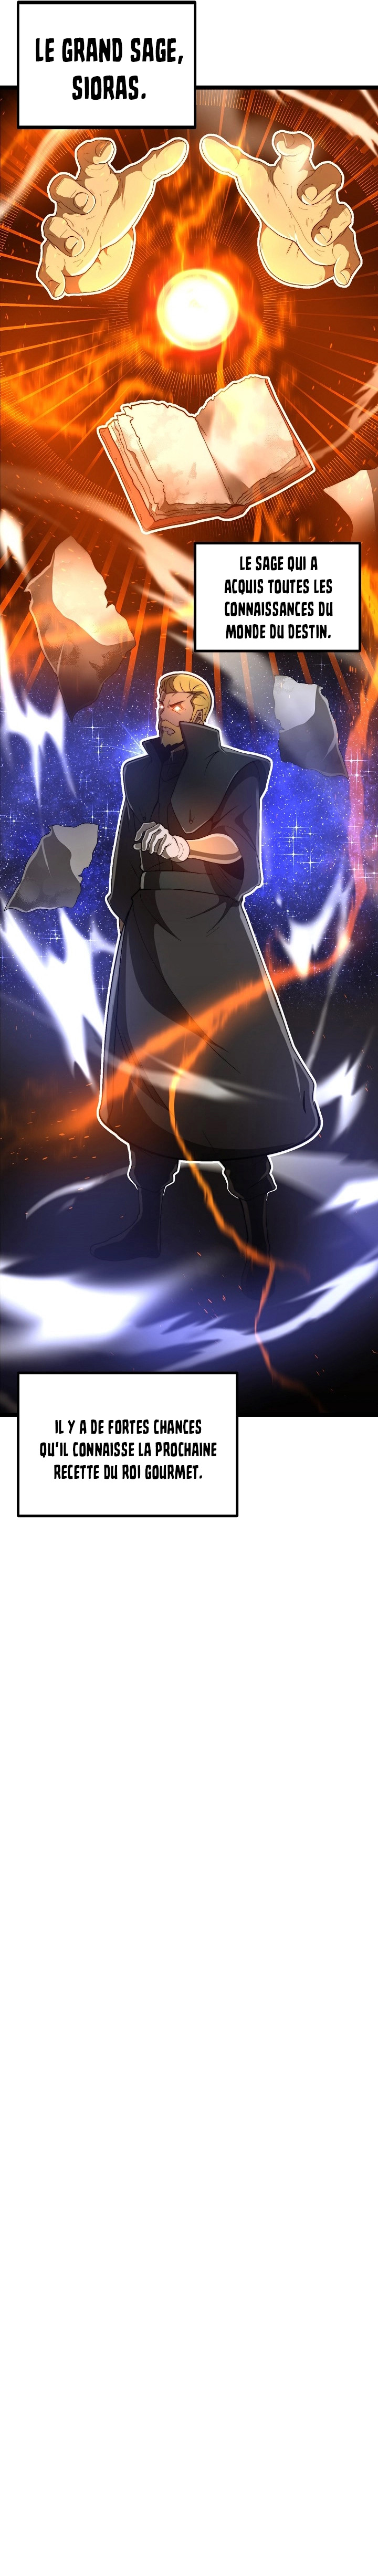 LE GRAND SAGE,
SIORAS.
LE SAGE QUI A
ACQUIS TOUTES LES
CONNAISSANCES DU
MONDE DU DESTIN.
IL Y A DE FORTES CHANCES
QU'IL CONNAISSE LA PROCHAINE
RECETTE DU ROI GOURMET.